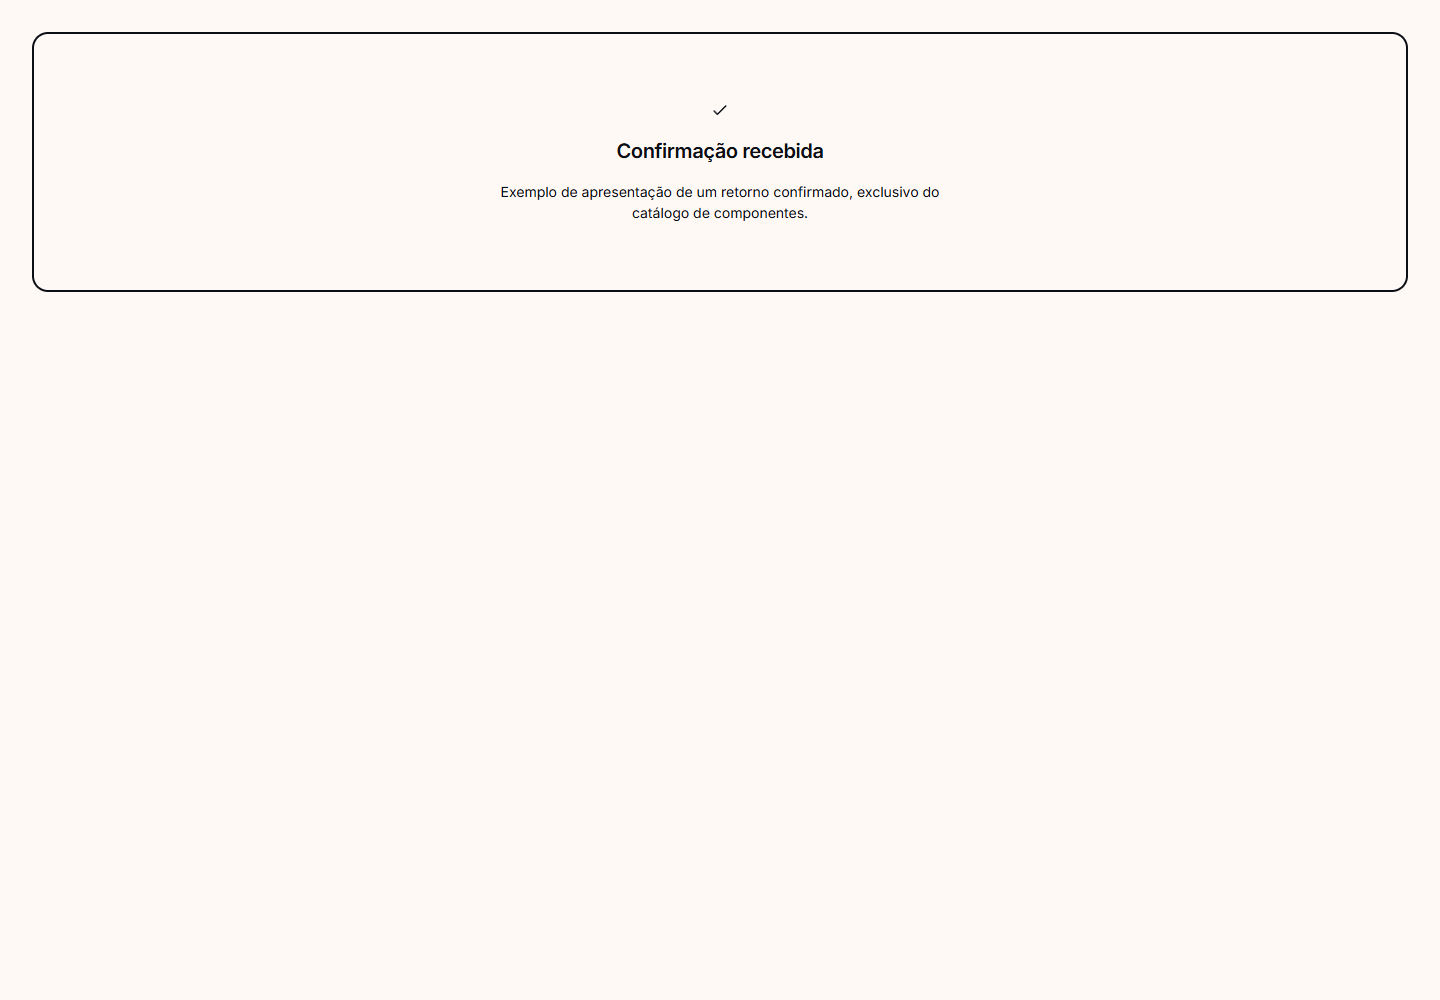 Confirmação recebida
Exemplo de apresentação de um retorno confirmado, exclusivo do
catálogo de componentes.